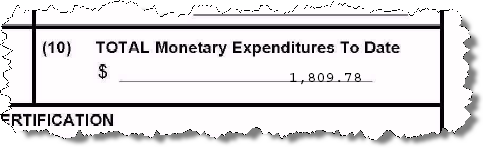 (10) TOTAL Monetary Expenditures To Date
$ 1,809.78
ERTIFICATION